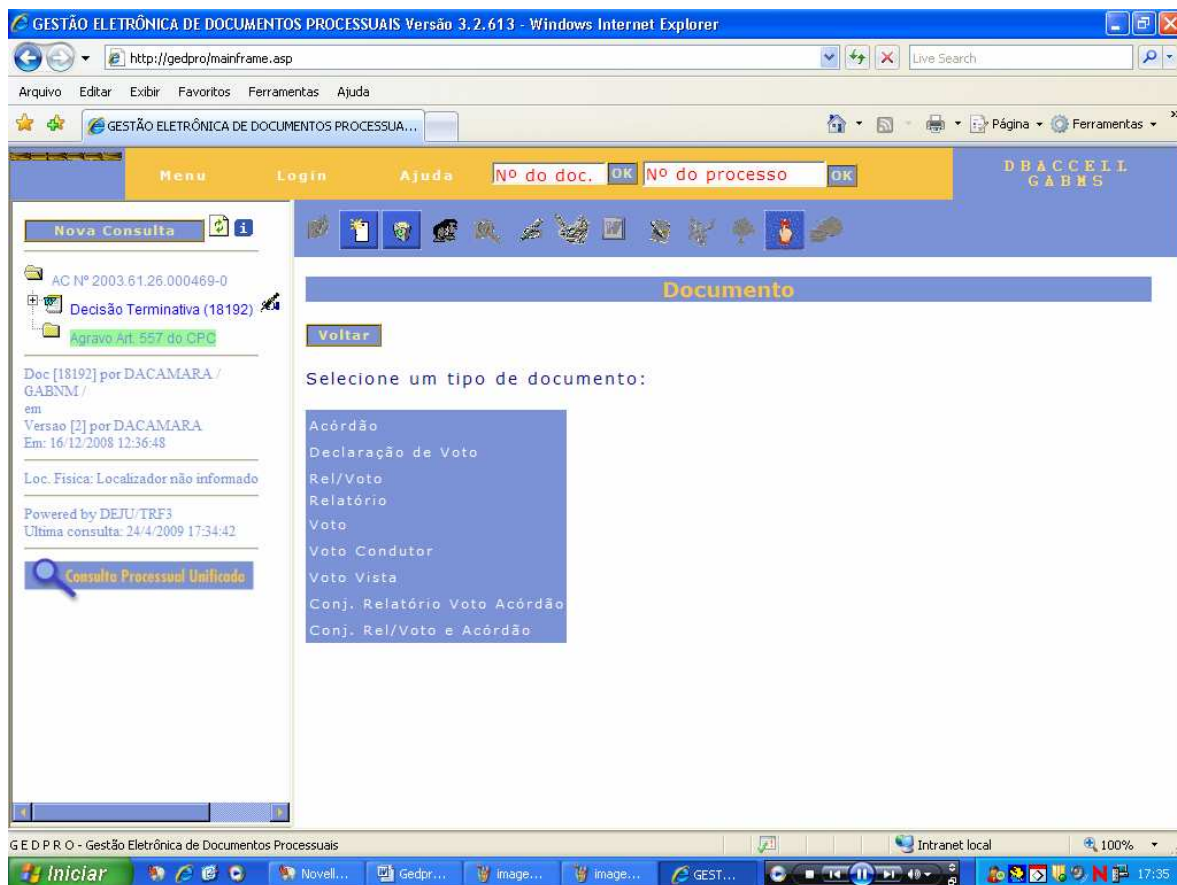 GESTÃO ELETRÔNICA DE DOCUMENTOS PROCESSUAIS Versão 3.2.613 - Windows Internet Explorer
http://gedpro/mainframe.asp
Live Search
Arquivo Editar Exibir Favoritos Ferramentas Ajuda
GESTÃO ELETRÔNICA DE DOCUMENTOS PROCESSUA...
Página Ferramentas »
Menu Login Ajuda Nº do doc. OK Nº do processo OK
DBACCELL
GABMS
Nova Consulta
AC Nº 2003.61.26.000469-0
Decisão Terminativa (18192)
Agravo Art. 557 do CPC
Doc [18192] por DACAMARA /
GABNM /
em
Versao [2] por DACAMARA
Em: 16/12/2008 12:36:48
Loc. Fisica: Localizador não informado
Powered by DEJU/TRF3
Ultima consulta: 24/4/2009 17:34:42
Consulta Processual Unificada
Documento
Voltar
Selecione um tipo de documento:
Acórdão
Declaração de Voto
Rel/Voto
Relatório
Voto
Voto Condutor
Voto Vista
Conj. Relatório Voto Acórdão
Conj. Rel/Voto e Acórdão
G E D P R O - Gestão Eletrônica de Documentos Processuais
Intranet local
100%
Iniciar
Novell...
Gedpr...
image...
image...
GEST...
17:35